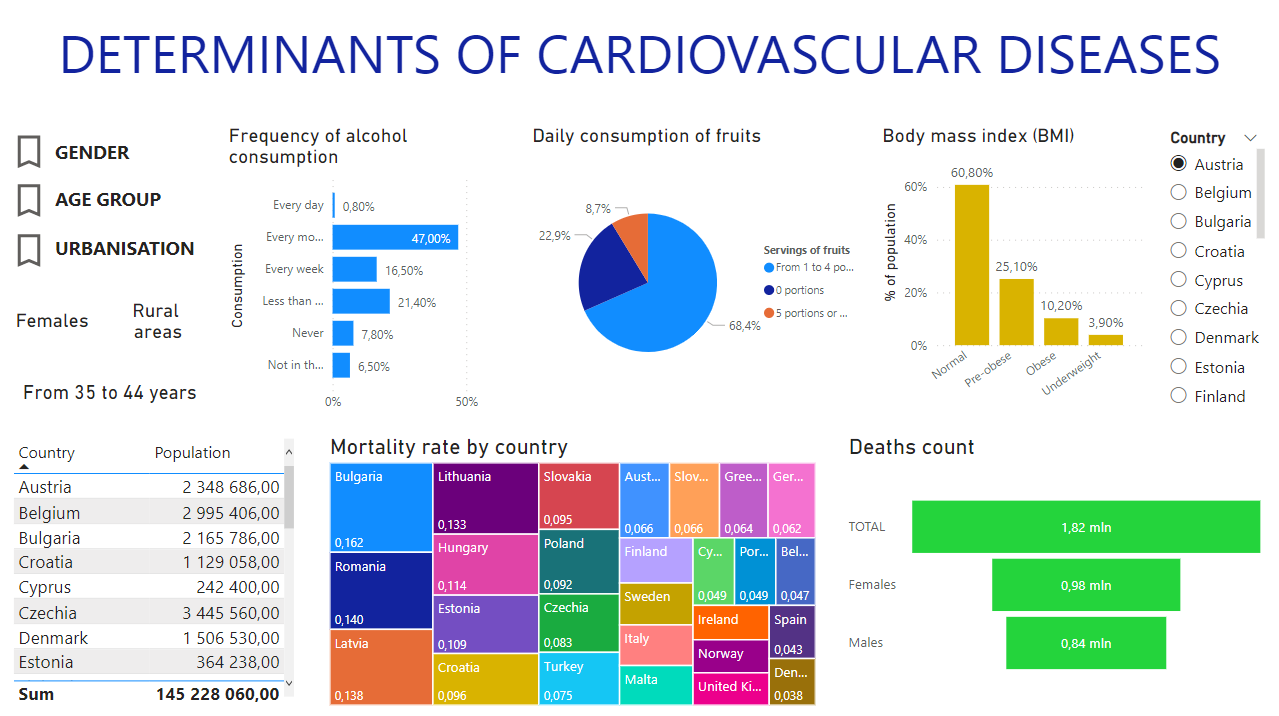 DETERMINANTS OF CARDIOVASCULAR DISEASES
GENDER
AGE GROUP
URBANISATION
Females
Rural
areas
From 35 to 44 years
Frequency of alcohol
consumption
Consumption
Every day
0,80%
Every mo...
47,00%
Every week
16,50%
Less than ...
21,40%
Never
7,80%
Not in th...
6,50%
0%
50%
Daily consumption of fruits
8,7%
22,9%
68,4%
Servings of fruits
From 1 to 4 po...
0 portions
5 portions or ...
Body mass index (BMI)
% of population
60%
40%
20%
0%
60,80%
25,10%
10,20%
3,90%
Normal
Pre-obese
Obese
Underweight
Country
Austria
Belgium
Bulgaria
Croatia
Cyprus
Czechia
Denmark
Estonia
Finland
Country Population
Austria 2 348 686,00
Belgium 2 995 406,00
Bulgaria 2 165 786,00
Croatia 1 129 058,00
Cyprus 242 400,00
Czechia 3 445 560,00
Denmark 1 506 530,00
Estonia 364 238,00
Sum 145 228 060,00
Mortality rate by country
Bulgaria
0,162
Romania
0,140
Latvia
0,138
Lithuania
0,133
Hungary
0,114
Estonia
0,109
Croatia
0,096
Slovakia
0,095
Poland
0,092
Czechia
0,083
Turkey
0,075
Aust...
0,066
Slov...
0,066
Gree...
0,064
Ger...
0,062
Finland
Sweden
Italy
Malta
Cy...
0,049
Por...
0,049
Bel...
0,047
Ireland
Norway
United Ki...
Spain
0,043
Den...
0,038
Deaths count
TOTAL
1,82 mln
Females
0,98 mln
Males
0,84 mln